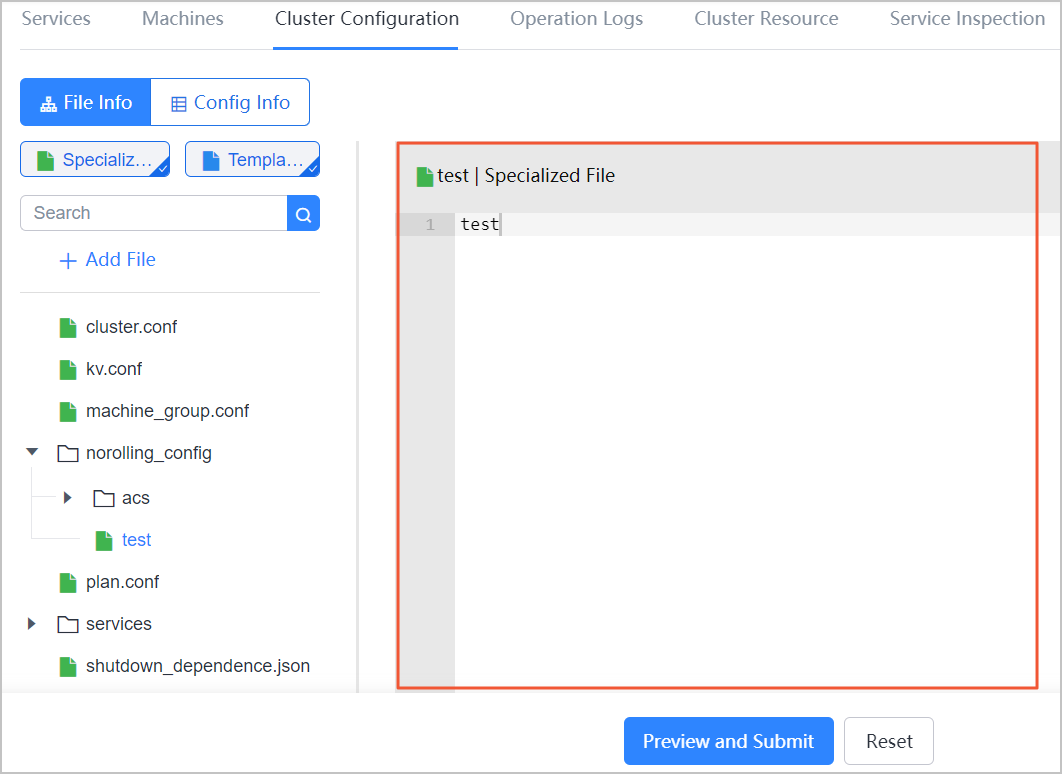 Services Machines Cluster Configuration Operation Logs Cluster Resource Service Inspection
File Info Config Info
Specializ... Templa...
Search
Add File
cluster.conf
kv.conf
machine_group.conf
norolling_config
acs
test
plan.conf
services
shutdown_dependence.json
test | Specialized File
1 test
Preview and Submit Reset